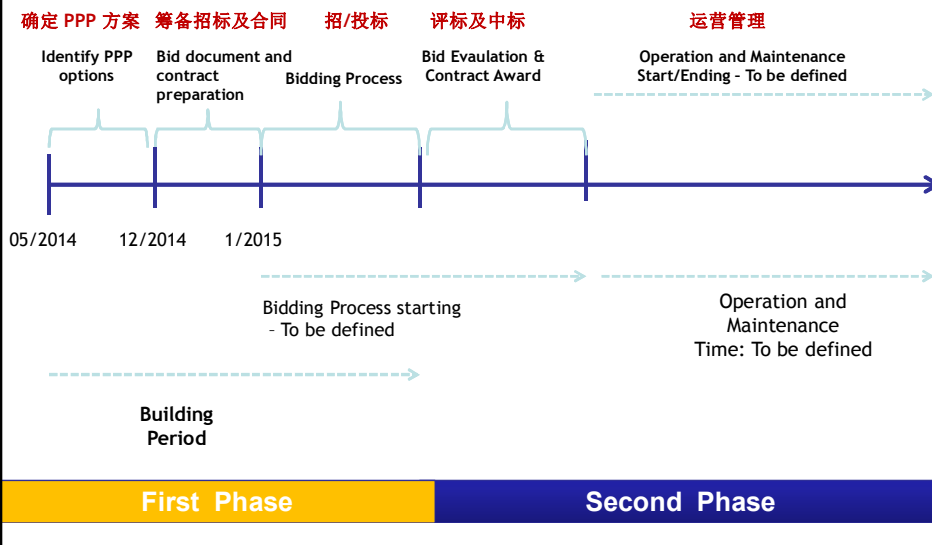 确定 PPP 方案 筹备招标及合同 招/投标 评标及中标 运营管理
Identify PPP
options
Bid document and
contract
preparation
Bidding Process
Bid Evaulation &
Contract Award
Operation and Maintenance
Start/Ending – To be defined
05/2014 12/2014 1/2015
Bidding Process starting
– To be defined
Operation and
Maintenance
Time: To be defined
Building
Period
First Phase Second Phase